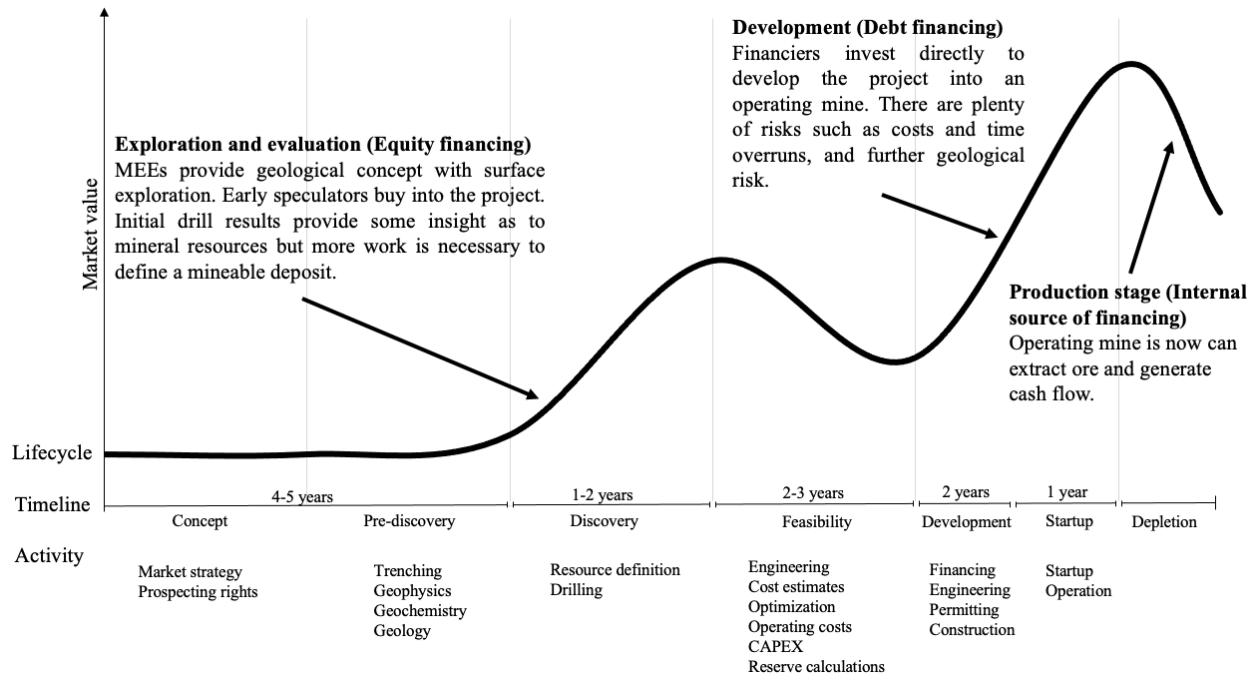 Development (Debt financing)
Financiers invest directly to
develop the project into an
operating mine. There are plenty
of risks such as costs and time
overruns, and further geological
risk.
Exploration and evaluation (Equity financing)
MEEs provide geological concept with surface
exploration. Early speculators buy into the project.
Initial drill results provide some insight as to
mineral resources but more work is necessary to
define a mineable deposit.
Market value
Production stage (Internal
source of financing)
Operating mine is now can
extract ore and generate
cash flow.
Lifecycle
Timeline
4-5 years
1-2 years
2-3 years
2 years
1 year
Concept
Pre-discovery
Discovery
Feasibility
Development
Startup
Depletion
Activity
Market strategy
Prospecting rights
Trenching
Geophysics
Geochemistry
Geology
Resource definition
Drilling
Engineering
Cost estimates
Optimization
Operating costs
CAPEX
Reserve calculations
Financing
Engineering
Permitting
Construction
Startup
Operation